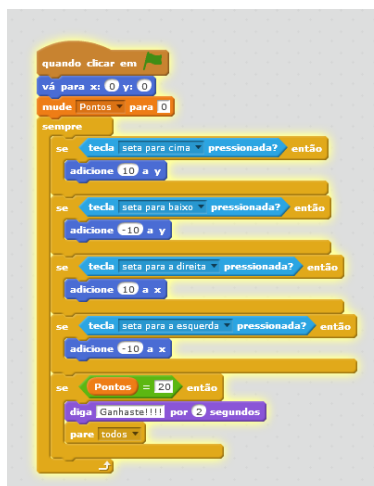 quando clicar em
vá para x: 0 y: 0
mude Pontos para 0
sempre
se tecla seta para cima pressionada? então
adicione 10 a y
se tecla seta para baixo pressionada? então
adicione -10 a y
se tecla seta para a direita pressionada? então
adicione 10 a x
se tecla seta para a esquerda pressionada? então
adicione -10 a x
se Pontos = 20 então
diga Ganhaste!!!! por 2 segundos
pare todos